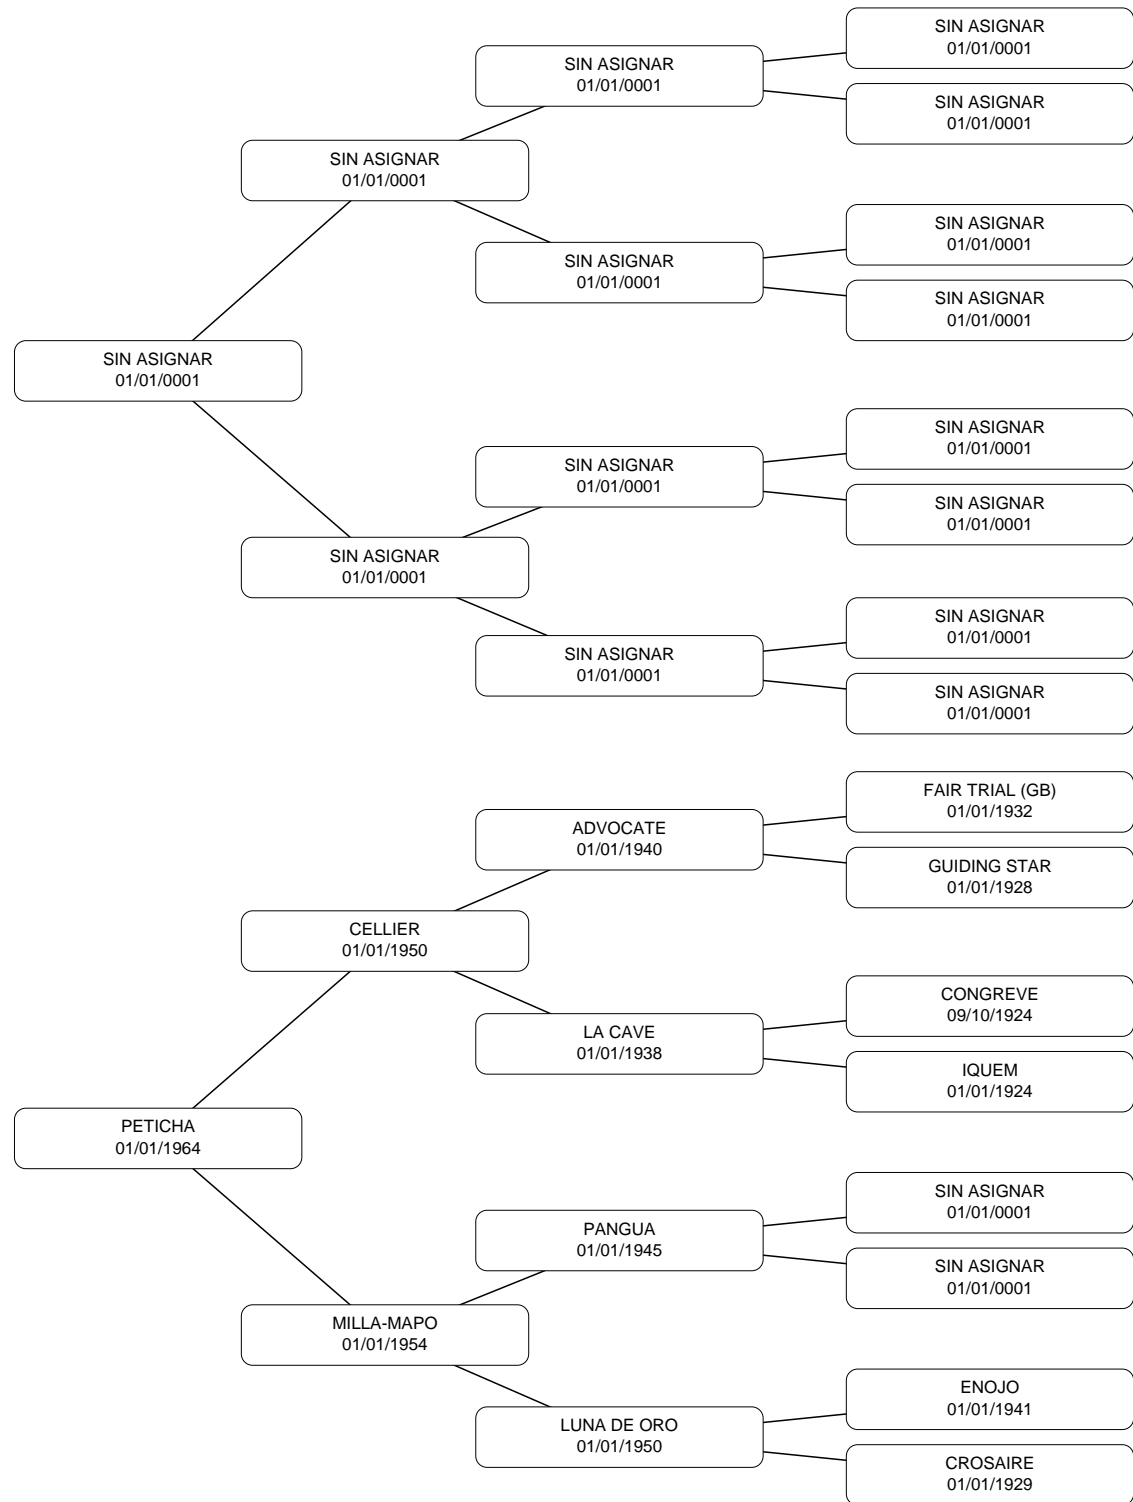 SIN ASIGNAR
01/01/0001
SIN ASIGNAR
01/01/0001
SIN ASIGNAR
01/01/0001
SIN ASIGNAR
01/01/0001
SIN ASIGNAR
01/01/0001
SIN ASIGNAR
01/01/0001
SIN ASIGNAR
01/01/0001
SIN ASIGNAR
01/01/0001
SIN ASIGNAR
01/01/0001
SIN ASIGNAR
01/01/0001
SIN ASIGNAR
01/01/0001
SIN ASIGNAR
01/01/0001
SIN ASIGNAR
01/01/0001
SIN ASIGNAR
01/01/0001
SIN ASIGNAR
01/01/0001
FAIR TRIAL (GB)
01/01/1932
ADVOCATE
01/01/1940
GUIDING STAR
01/01/1928
CELLIER
01/01/1950
CONGREVE
09/10/1924
LA CAVE
01/01/1938
IQUEM
01/01/1924
PETICHA
01/01/1964
SIN ASIGNAR
01/01/0001
PANGUA
01/01/1945
SIN ASIGNAR
01/01/0001
MILLA-MAPO
01/01/1954
ENOJO
01/01/1941
LUNA DE ORO
01/01/1950
CROSAIRE
01/01/1929